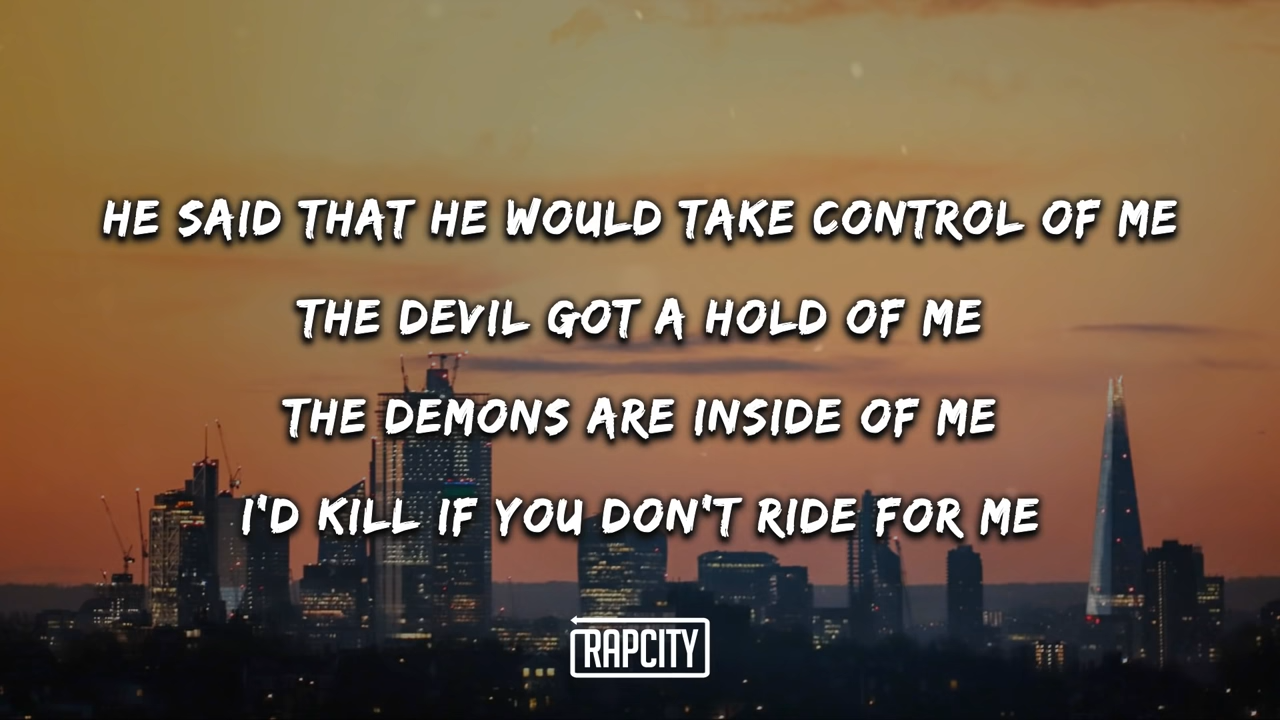 HE SAID THAT HE WOULD TAKE CONTROL OF ME
THE DEVIL GOT A HOLD OF ME
THE DEMONS ARE INSIDE OF ME
I'D KILL IF YOU DON'T RIDE FOR ME
RAPCITY